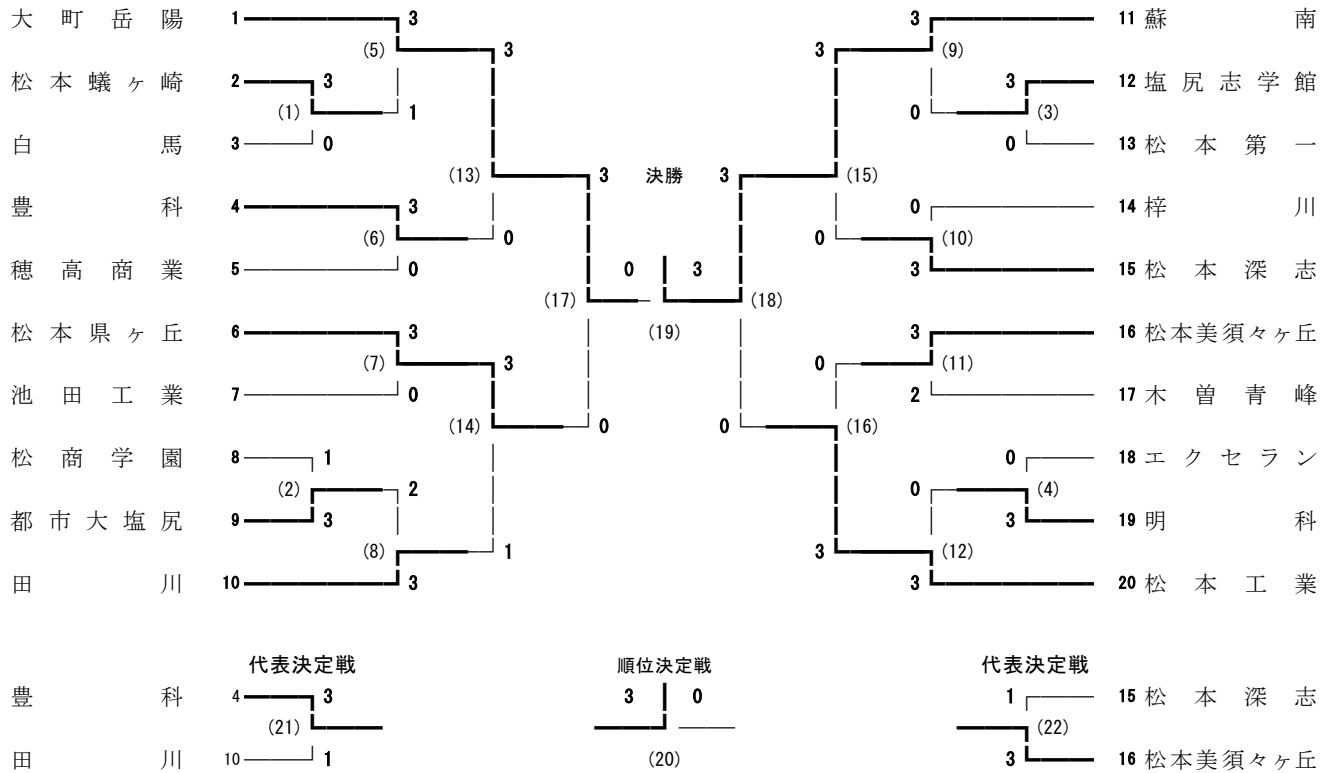 大町岳陽 1 3 3 11 蘇南
(5) 3 3 (9)
松本蟻ヶ崎 2 3 3 12 塩尻志学館
(1) 1 0 (3)
白馬 3 0 0 13 松本第一
(13) 3 決勝 3 (15)
豊科 4 3 0 14 梓川
(6) 0 0 (10)
穂高商業 5 0 0 3 3 15 松本深志
(17) (18)
松本県ヶ丘 6 3 (19) 3 16 松本美須々ヶ丘
(7) 3 0 (11)
池田工業 7 0 2 17 木曽青峰
(14) 0 0 (16)
松商学園 8 1 0 18 エクセラン
(2) 2 0 (4)
都市大塩尻 9 3 3 19 明科
(8) 1 3 (12)
田川 10 3 3 20 松本工業
代表決定戦 順位決定戦 代表決定戦
豊科 4 3 3 0 1 15 松本深志
(21) (22)
田川 10 1 (20) 3 16 松本美須々ヶ丘